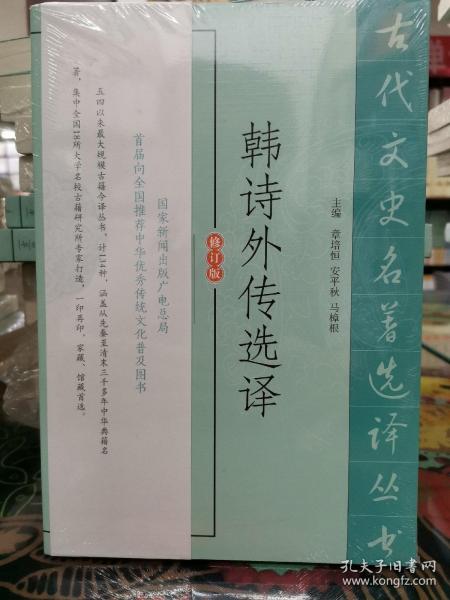 古代文史名著选译丛书
主编 章培恒 安平秋 马樟根
韩诗外传选译
修订版
国家新闻出版广电总局
首届向全国推荐中华优秀传统文化普及图书
五四以来最大规模古籍今译丛书，计134种，涵盖从先秦至清末三千多年中华典籍名
著，集中全国18所大学名校古籍研究所专家打造，一印再印，家藏、馆藏首选。
孔夫子旧书网
www.kongfz.com